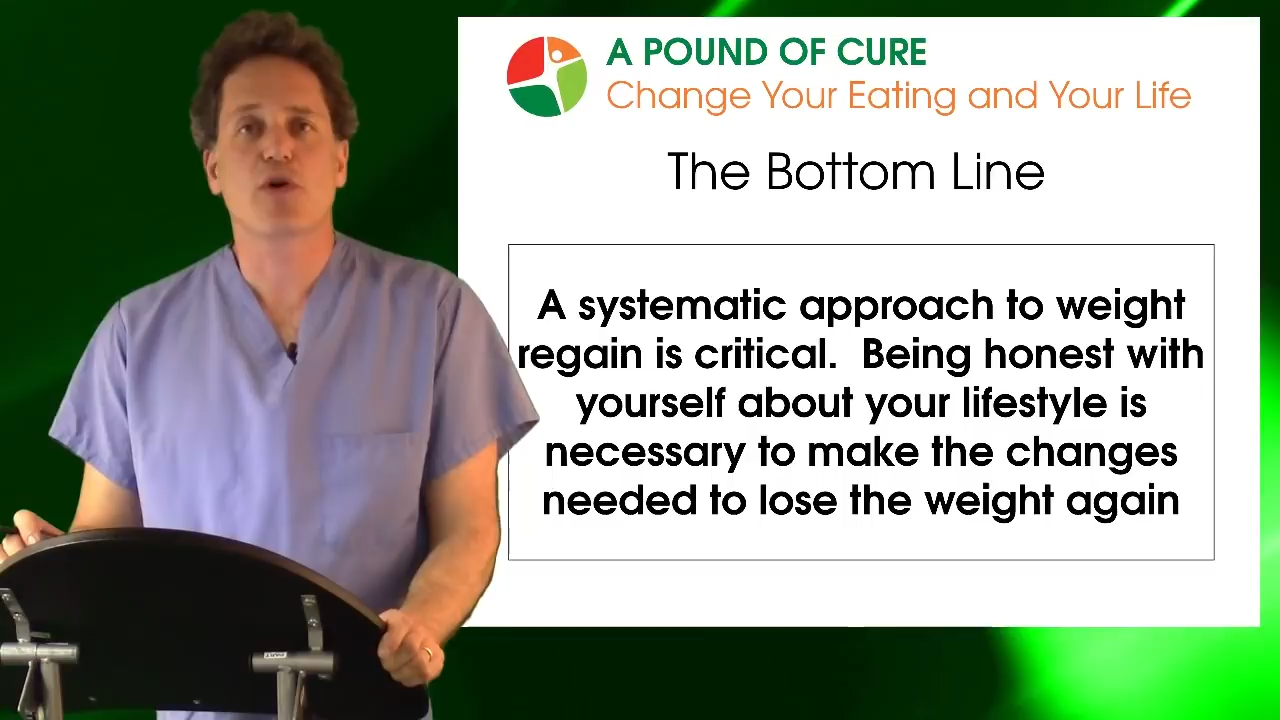 A POUND OF CURE
Change Your Eating and Your Life
The Bottom Line
A systematic approach to weight
regain is critical.  Being honest with
yourself about your lifestyle is
necessary to make the changes
needed to lose the weight again